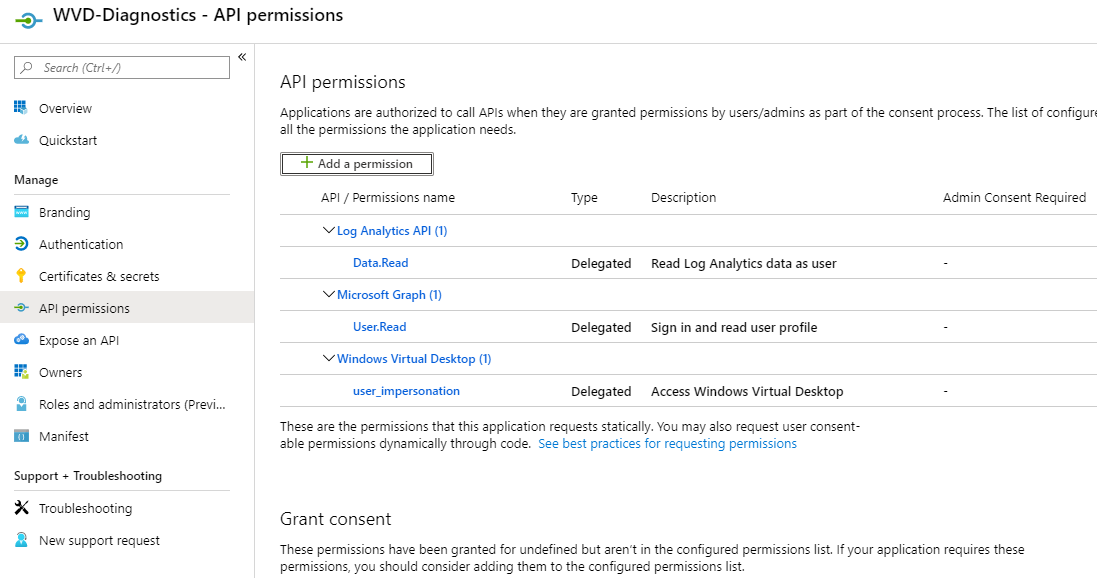 WVD-Diagnostics - API permissions
Search (Ctrl+/)
«
Overview
Quickstart
Manage
Branding
Authentication
Certificates & secrets
API permissions
Expose an API
Owners
Roles and administrators (Previ...
Manifest
Support + Troubleshooting
Troubleshooting
New support request
API permissions
Applications are authorized to call APIs when they are granted permissions by users/admins as part of the consent process. The list of configure
all the permissions the application needs.
+ Add a permission
API / Permissions name Type Description Admin Consent Required
Log Analytics API (1)
Data.Read Delegated Read Log Analytics data as user -
Microsoft Graph (1)
User.Read Delegated Sign in and read user profile -
Windows Virtual Desktop (1)
user_impersonation Delegated Access Windows Virtual Desktop -
These are the permissions that this application requests statically. You may also request user consent-
able permissions dynamically through code. See best practices for requesting permissions
Grant consent
These permissions have been granted for undefined but aren't in the configured permissions list. If your application requires these
permissions, you should consider adding them to the configured permissions list.